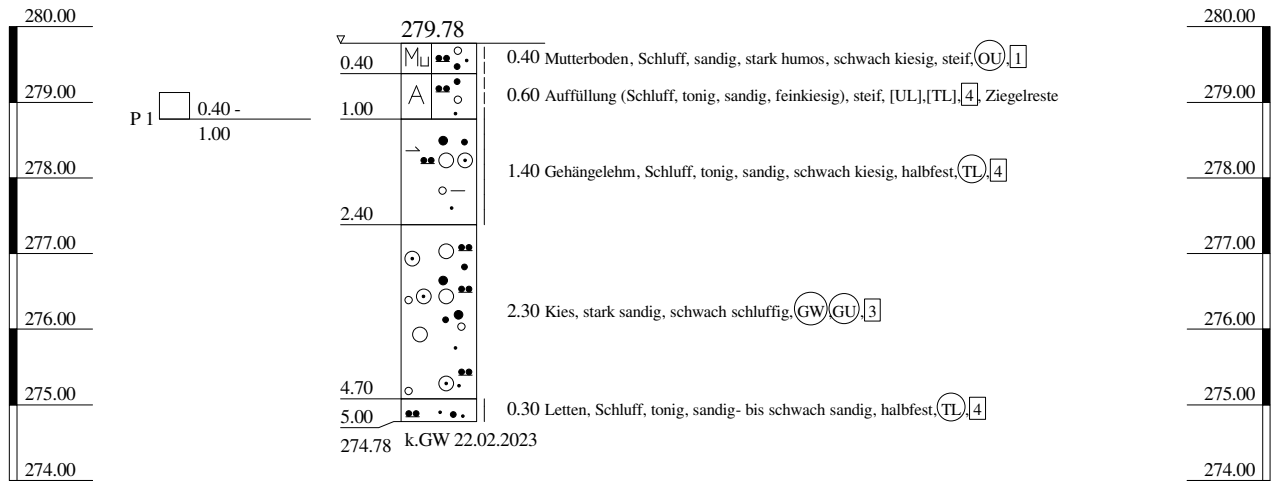 280.00
279.00
278.00
277.00
276.00
275.00
274.00
P 1
0.40 -
1.00
279.78
0.40
1.00
2.40
4.70
5.00
274.78
Mu
A
k.GW 22.02.2023
0.40 Mutterboden, Schluff, sandig, stark humos, schwach kiesig, steif, OU, 1
0.60 Auffüllung (Schluff, tonig, sandig, feinkiesig), steif, [UL],[TL], 4, Ziegelreste
1.40 Gehängelehm, Schluff, tonig, sandig, schwach kiesig, halbfest, TL, 4
2.30 Kies, stark sandig, schwach schluffig, GW, GU, 3
0.30 Letten, Schluff, tonig, sandig- bis schwach sandig, halbfest, TL, 4
280.00
279.00
278.00
277.00
276.00
275.00
274.00